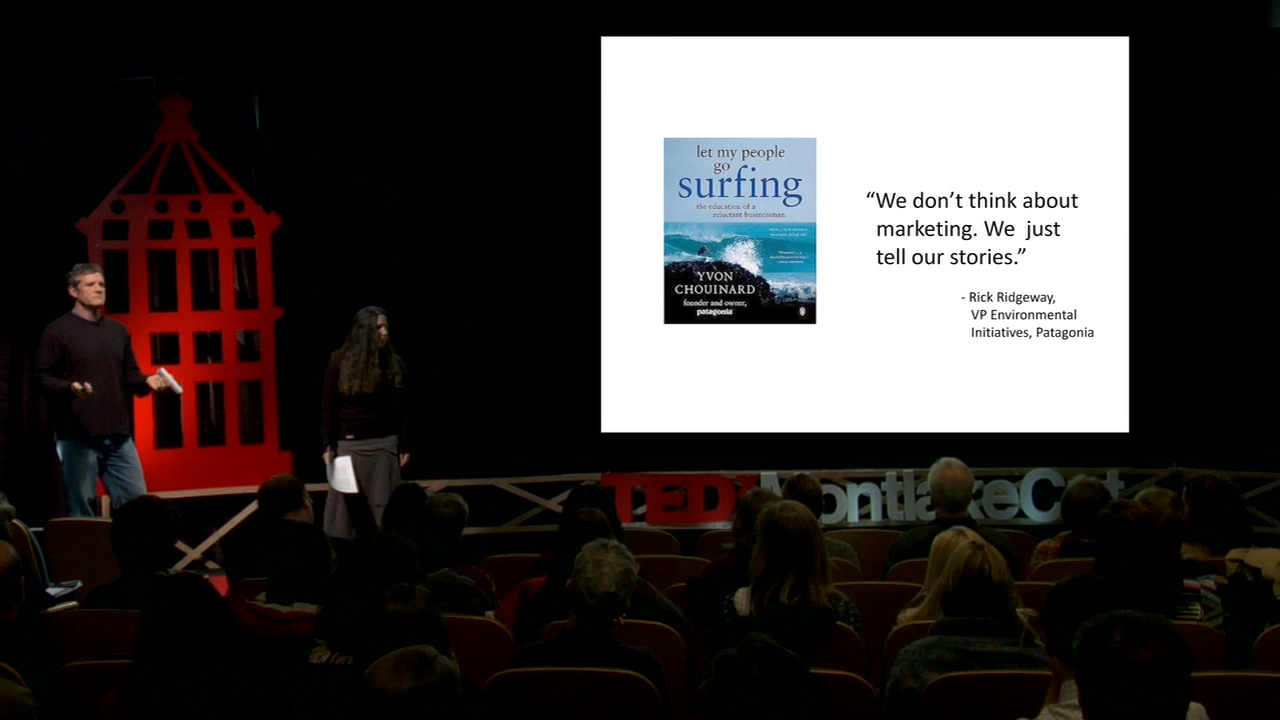 let my people
go
surfing
the education of a
reluctant businessman
YVON
CHOUINARD
founder and owner,
patagonia
“We don’t think about
marketing. We just
tell our stories.”
- Rick Ridgeway,
VP Environmental
Initiatives, Patagonia
TEDxMontlakeCut